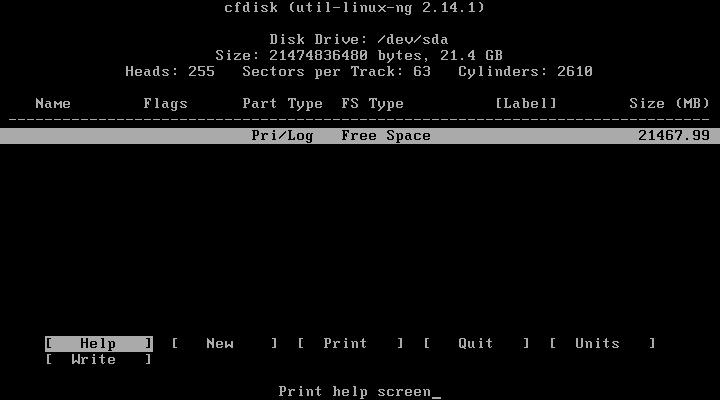 cfdisk (util-linux-ng 2.14.1)
Disk Drive: /dev/sda
Size: 21474836480 bytes, 21.4 GB
Heads: 255   Sectors per Track: 63   Cylinders: 2610
Name        Flags      Part Type  FS Type          [Label]        Size (MB)
------------------------------------------------------------------------------
Pri/Log   Free Space                       21467.99
[   Help   ]  [   New    ]  [  Print   ]  [   Quit   ]  [  Units   ]
[  Write   ]
Print help screen_